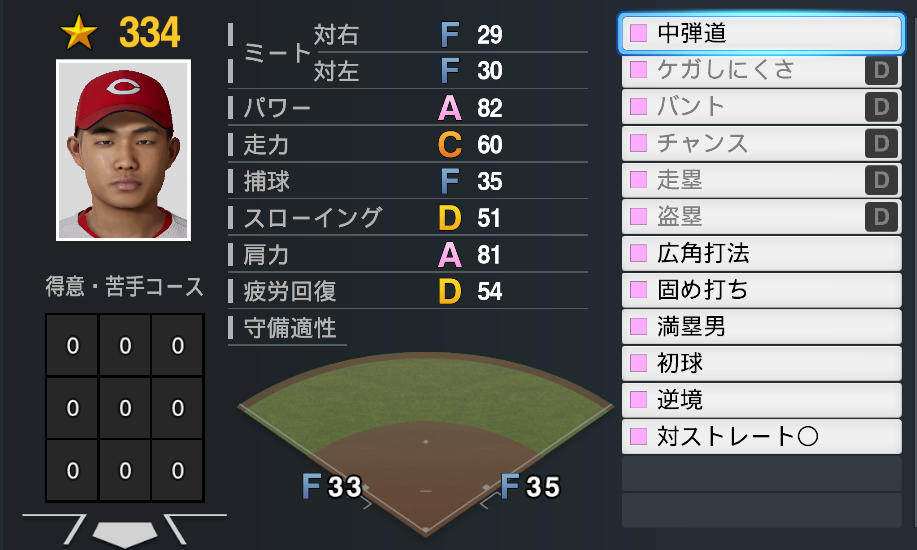 334
ミート
対右 F 29
対左 F 30
パワー A 82
走力 C 60
捕球 F 35
スローイング D 51
肩力 A 81
疲労回復 D 54
守備適性
F33
F35
C
得意・苦手コース
0 0 0
0 0 0
0 0 0
中弾道
ケガしにくさ D
バント D
チャンス D
走塁 D
盗塁 D
広角打法
固め打ち
満塁男
初球
逆境
対ストレート〇